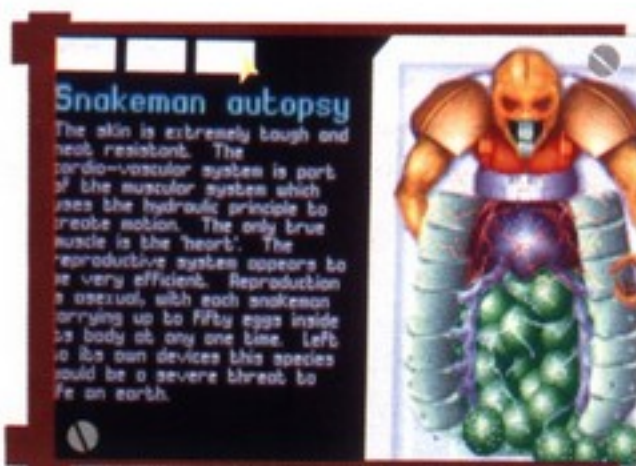 Snakeman autopsy
The skin is extremely tough and
heat resistant. The
cardio-vascular system is part
of the muscular system which
uses the hydraulic principle to
create motion. The only true
muscle is the 'heart'. The
reproductive system appears to
be very efficient. Reproduction
is asexual, with each snakeman
carrying up to fifty eggs inside
its body at any one time. Left
to its own devices this species
would be a severe threat to
life on earth.